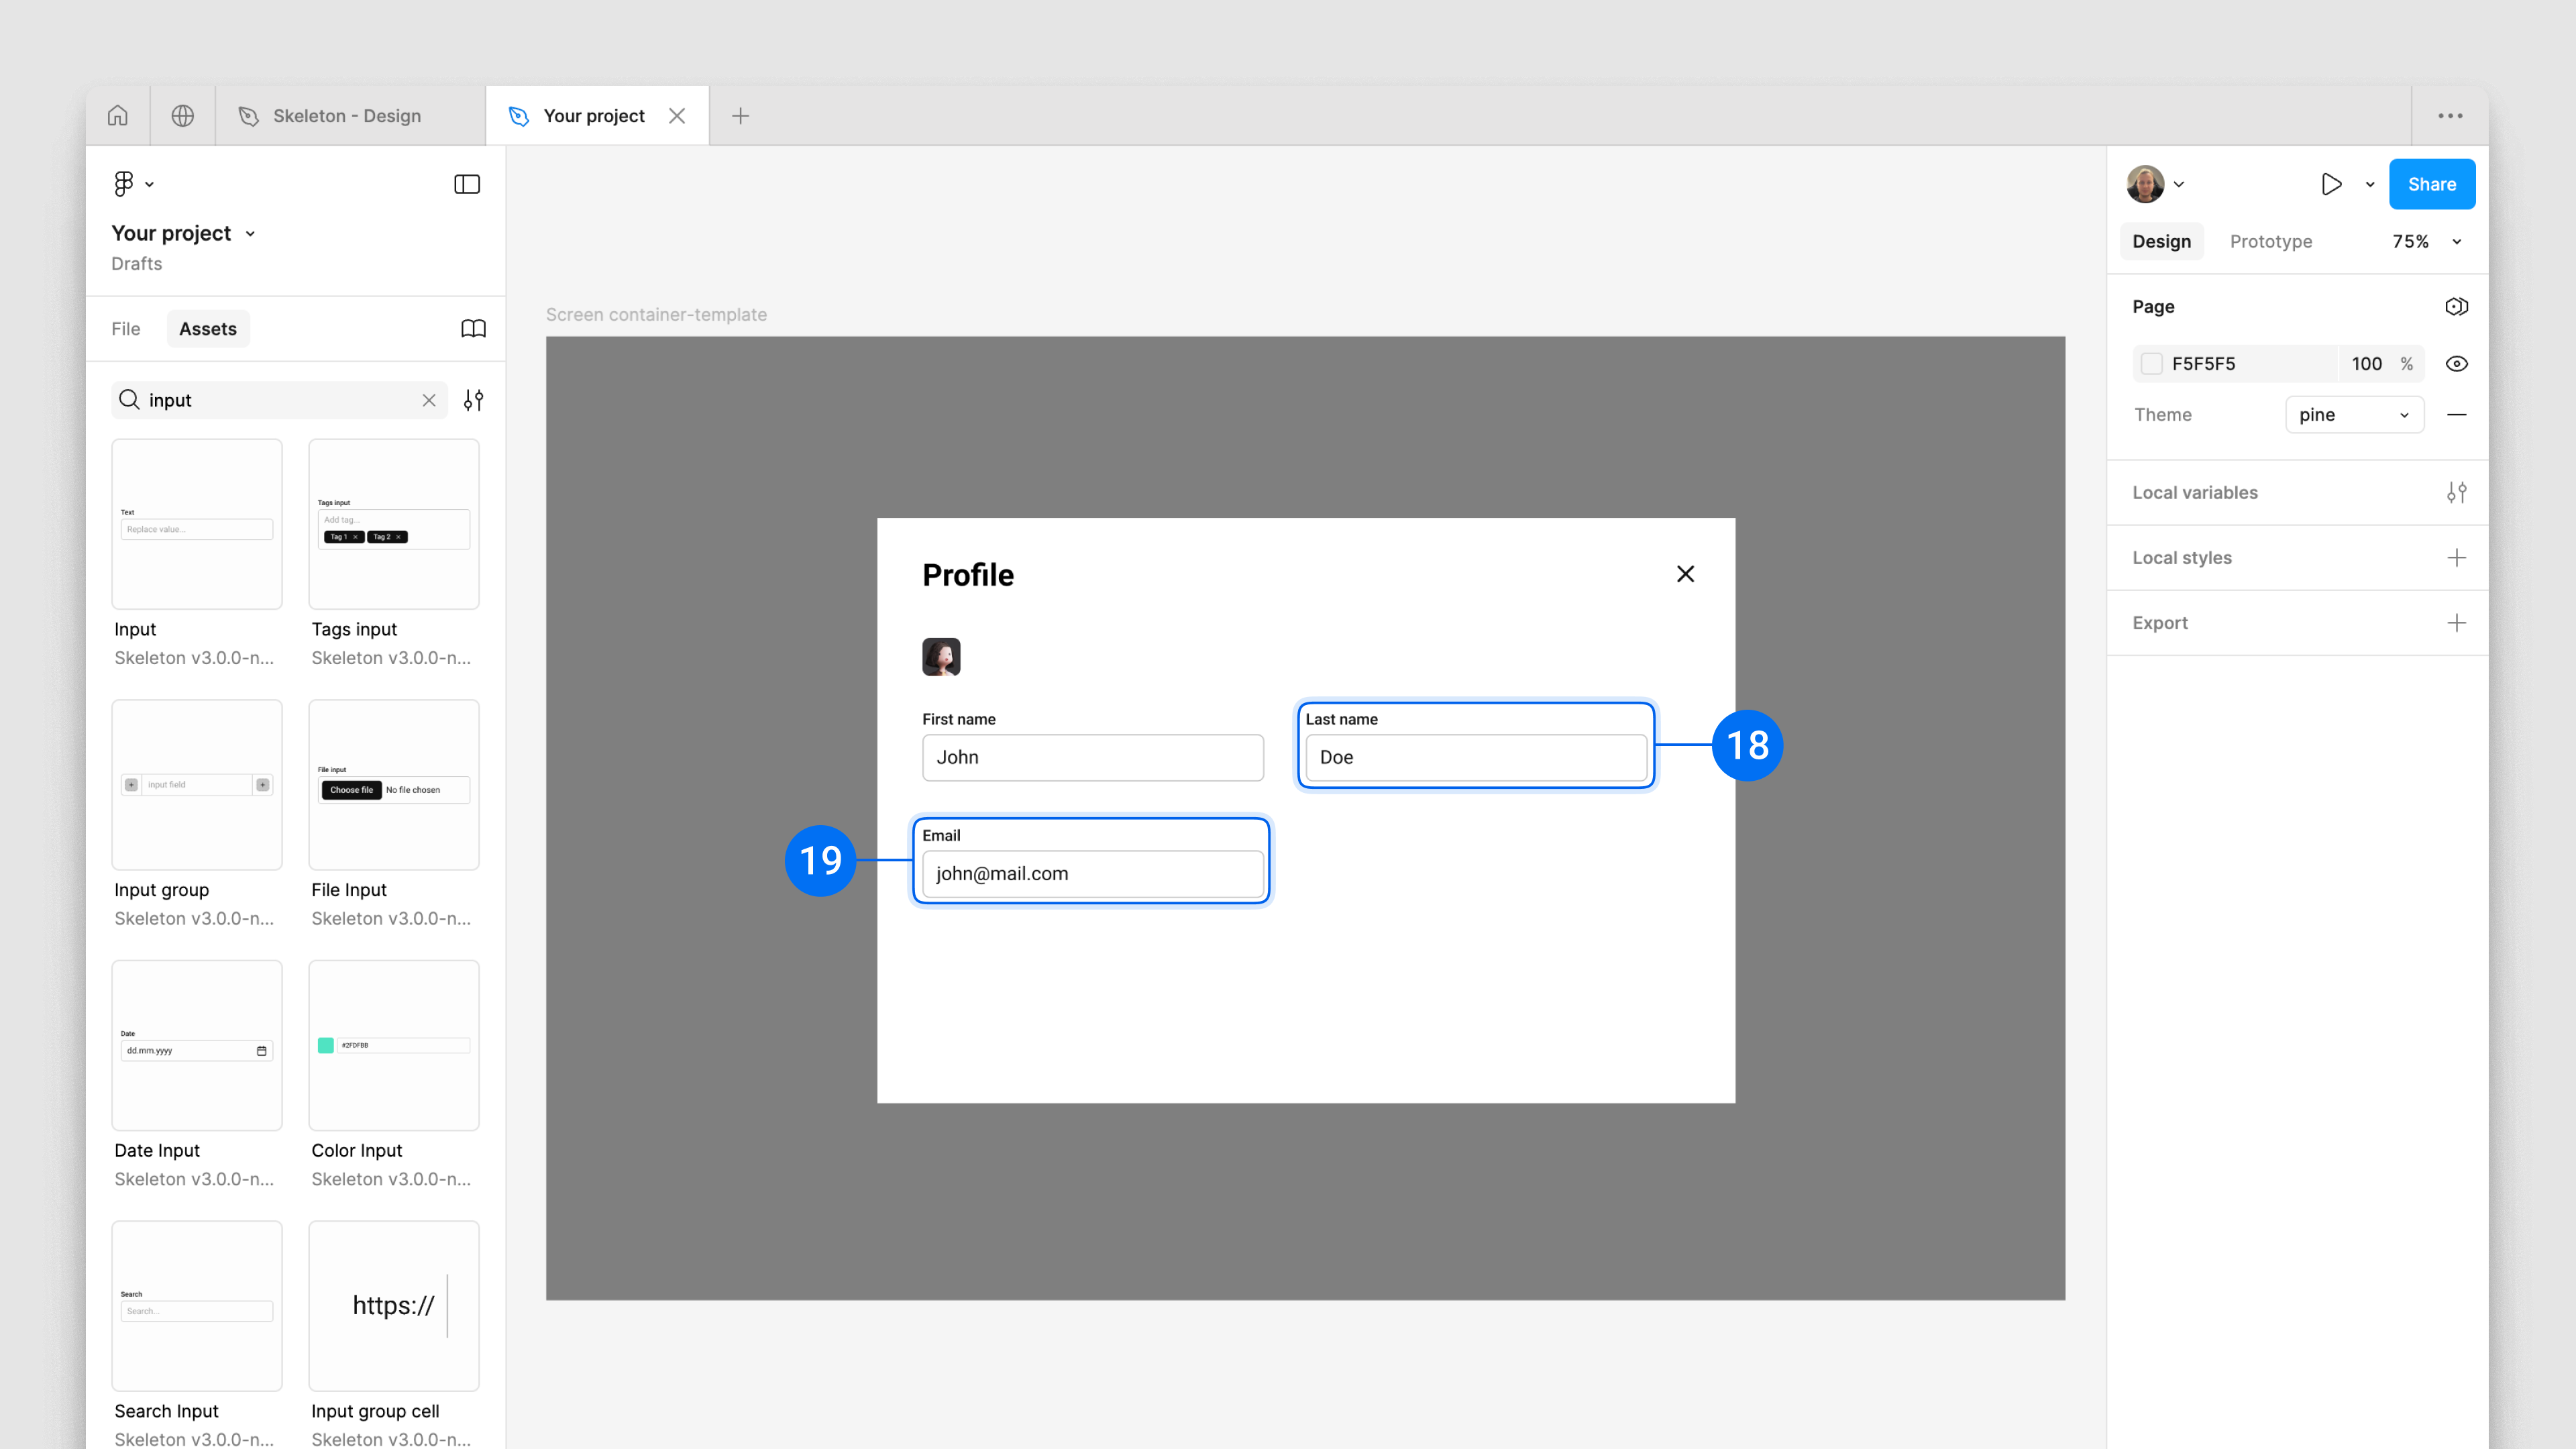 Skeleton - Design
Your project
Share
Your project
Drafts
Design
Prototype
75%
File
Assets
Page
input
F5F5F5
100 %
Theme
pine
Local variables
Local styles
Export
Screen container-template
Text
Replace value...
Tags input
Add tag...
Tag 1
Tag 2
Input
Skeleton v3.0.0-n...
Tags input
Skeleton v3.0.0-n...
input field
File input
Choose file
No file chosen
Input group
Skeleton v3.0.0-n...
File Input
Skeleton v3.0.0-n...
Date
dd.mm.yyyy
#2FDFBB
Date Input
Skeleton v3.0.0-n...
Color Input
Skeleton v3.0.0-n...
Search
Search...
https://
Search Input
Skeleton v3.0.0-n...
Input group cell
Skeleton v3.0.0-n...
Profile
First name
John
Last name
Doe
18
Email
john@mail.com
19